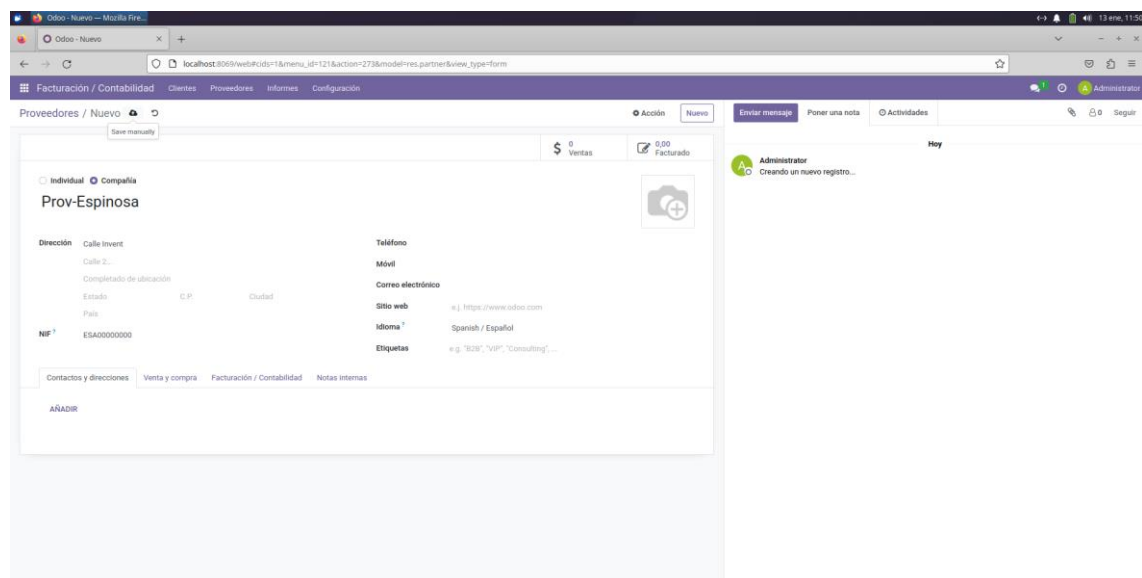 Odoo - Nuevo — Mozilla Fire...
13 ene, 11:50
Odoo - Nuevo
localhost:8069/web#cids=1&menu_id=121&action=273&model=res.partner&view_type=form
Facturación / Contabilidad Clientes Proveedores Informes Configuración 1 A Administrator
Proveedores / Nuevo Acción Nuevo Enviar mensaje Poner una nota Actividades 0 Seguir
Save manually
0 Ventas
0,00 Facturado
Hoy
A Administrator
Creando un nuevo registro...
Individual Compañía
Prov-Espinosa
Dirección Calle Invent
Calle 2...
Completado de ubicación
Estado C.P. Ciudad
País
NIF ? ESA00000000
Teléfono
Móvil
Correo electrónico
Sitio web e.j. https://www.odoo.com
Idioma ? Spanish / Español
Etiquetas e.g. "B2B", "VIP", "Consulting", ...
Contactos y direcciones Venta y compra Facturación / Contabilidad Notas internas
AÑADIR